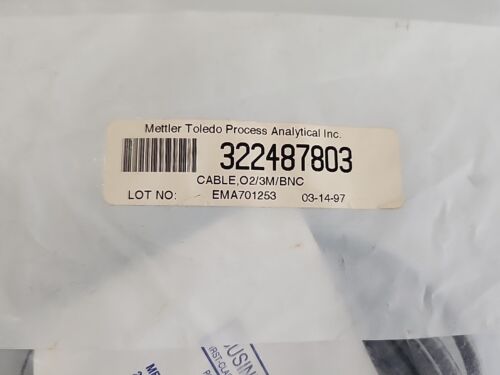 Mettler Toledo Process Analytical Inc.
322487803
CABLE,O2/3M/BNC
LOT NO: EMA701253 03-14-97